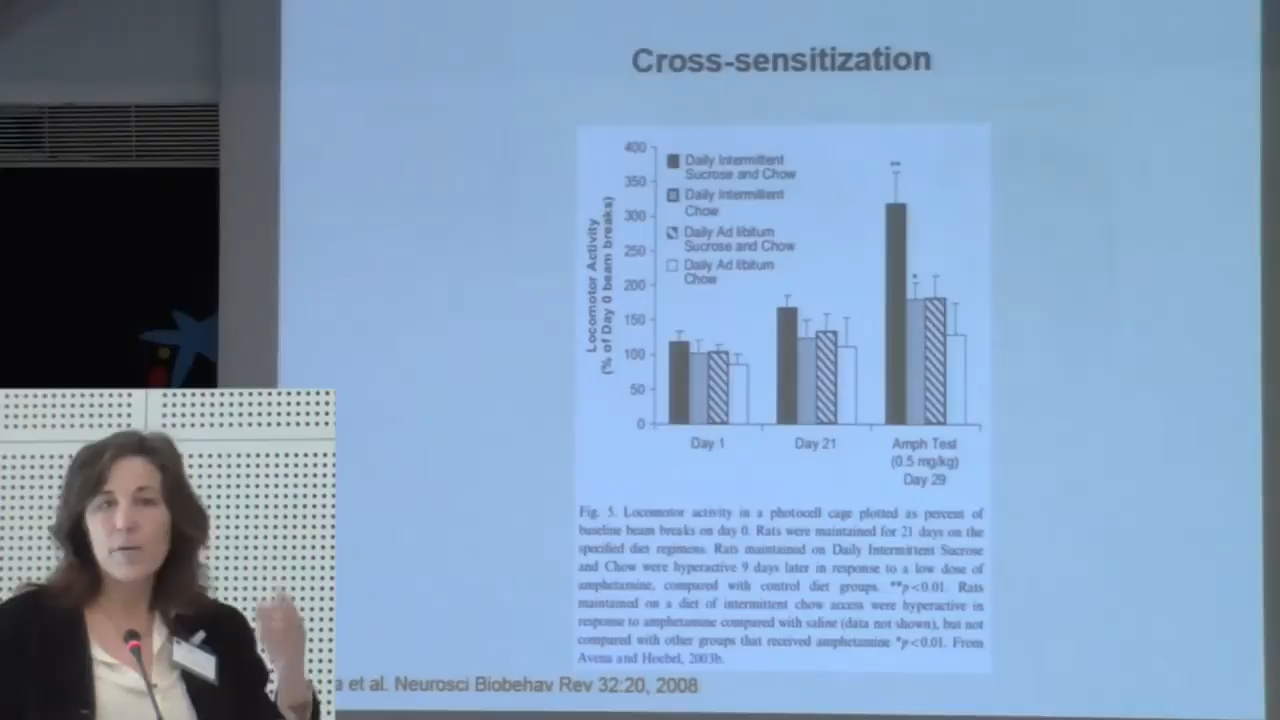 Cross-sensitization
400
350
300
250
200
150
100
50
0
Locomotor Activity
(% of Day 0 beam breaks)
Daily Intermittent
Sucrose and Chow
Daily Intermittent
Chow
Daily Ad libitum
Sucrose and Chow
Daily Ad libitum
Chow
**
*
Day 1
Day 21
Amph Test
(0.5 mg/kg)
Day 29
Fig. 5. Locomotor activity in a photocell cage plotted as percent of
baseline beam breaks on day 0. Rats were maintained for 21 days on the
specified diet regimens. Rats maintained on Daily Intermittent Sucrose
and Chow were hyperactive 9 days later in response to a low dose of
amphetamine, compared with control diet groups. **p<0.01. Rats
maintained on a diet of intermittent chow access were hyperactive in
response to amphetamine compared with saline (data not shown), but not
compared with other groups that received amphetamine *p<0.01. From
Avena and Hoebel, 2003b.
a et al. Neurosci Biobehav Rev 32:20, 2008